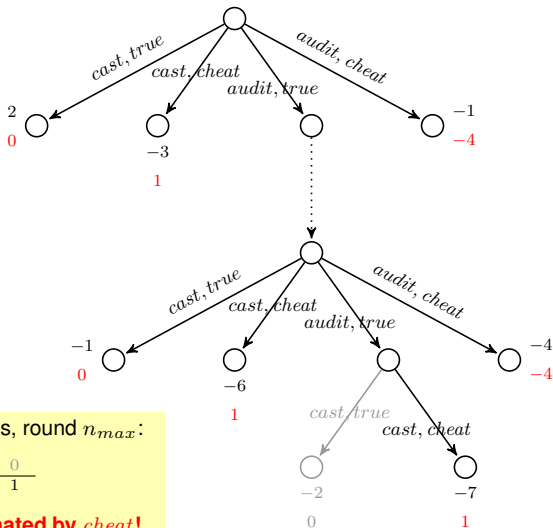 cast, true
cast, cheat
audit, true
audit, cheat
2
0
−3
1
−1
−4
cast, true
cast, cheat
audit, true
audit, cheat
−1
0
−6
1
−4
−4
cast, true
cast, cheat
s, round n_max:
0
1
nated by cheat!
−2
0
−7
1